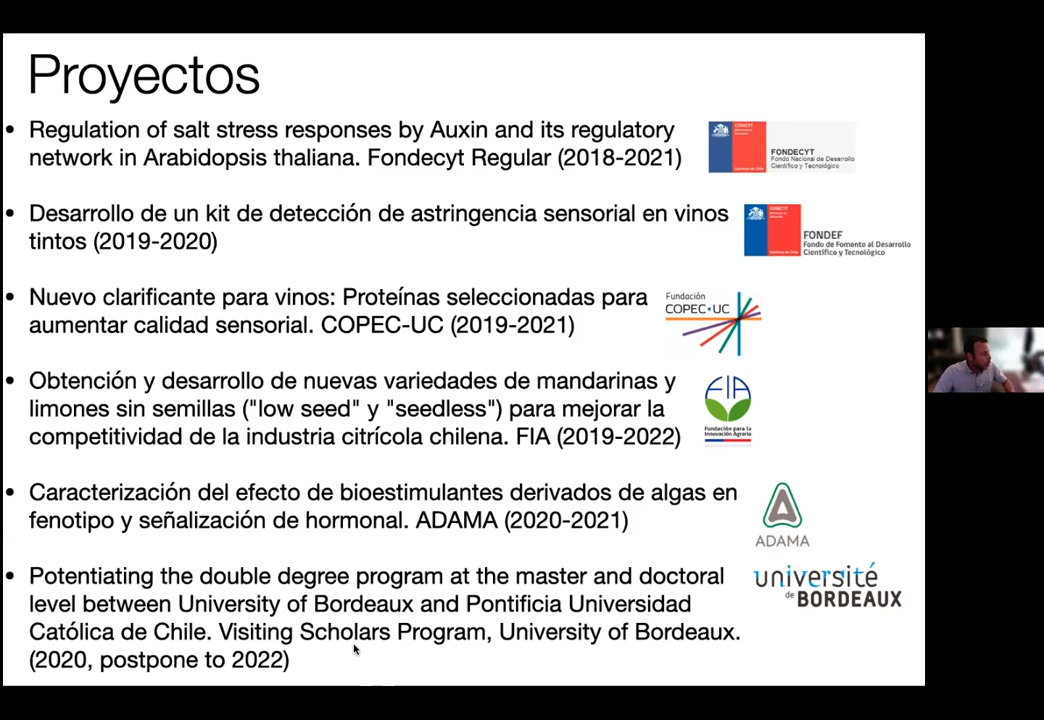 Proyectos
• Regulation of salt stress responses by Auxin and its regulatory
network in Arabidopsis thaliana. Fondecyt Regular (2018-2021)
CONICYT
FONDECYT
Fondo Nacional de Desarrollo
Científico y Tecnológico
• Desarrollo de un kit de detección de astringencia sensorial en vinos
tintos (2019-2020)
CONICYT
FONDEF
Fondo de Fomento al Desarrollo
Científico y Tecnológico
• Nuevo clarificante para vinos: Proteínas seleccionadas para
aumentar calidad sensorial. COPEC-UC (2019-2021)
Fundación
COPEC•UC
• Obtención y desarrollo de nuevas variedades de mandarinas y
limones sin semillas ("low seed" y "seedless") para mejorar la
competitividad de la industria citrícola chilena. FIA (2019-2022)
FIA
Fundación para la
Innovación Agraria
• Caracterización del efecto de bioestimulantes derivados de algas en
fenotipo y señalización de hormonal. ADAMA (2020-2021)
ADAMA
• Potentiating the double degree program at the master and doctoral
level between University of Bordeaux and Pontificia Universidad
Católica de Chile. Visiting Scholars Program, University of Bordeaux.
(2020, postpone to 2022)
université
de BORDEAUX